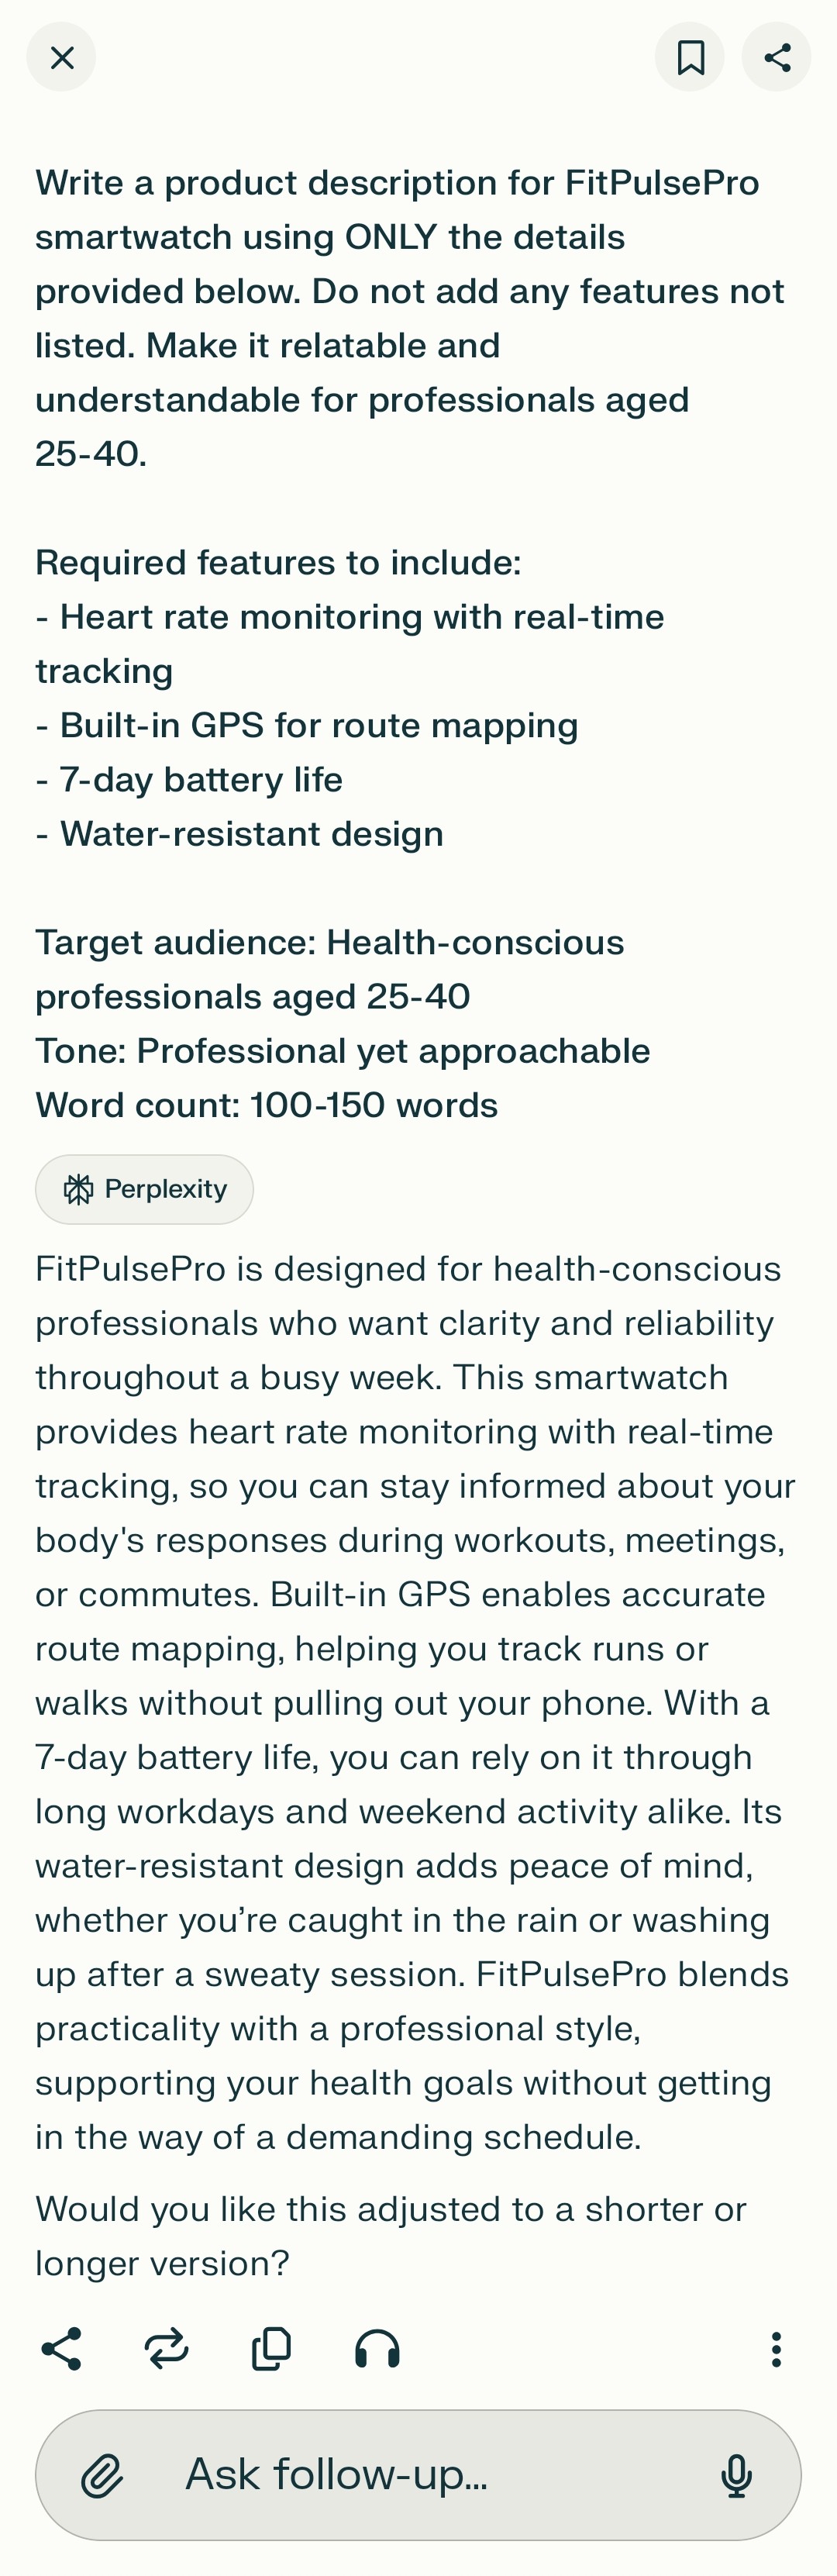 Write a product description for FitPulsePro
smartwatch using ONLY the details
provided below. Do not add any features not
listed. Make it relatable and
understandable for professionals aged
25-40.
Required features to include:
- Heart rate monitoring with real-time
tracking
- Built-in GPS for route mapping
- 7-day battery life
- Water-resistant design
Target audience: Health-conscious
professionals aged 25-40
Tone: Professional yet approachable
Word count: 100-150 words
Perplexity
FitPulsePro is designed for health-conscious
professionals who want clarity and reliability
throughout a busy week. This smartwatch
provides heart rate monitoring with real-time
tracking, so you can stay informed about your
body's responses during workouts, meetings,
or commutes. Built-in GPS enables accurate
route mapping, helping you track runs or
walks without pulling out your phone. With a
7-day battery life, you can rely on it through
long workdays and weekend activity alike. Its
water-resistant design adds peace of mind,
whether you’re caught in the rain or washing
up after a sweaty session. FitPulsePro blends
practicality with a professional style,
supporting your health goals without getting
in the way of a demanding schedule.
Would you like this adjusted to a shorter or
longer version?
Ask follow-up...